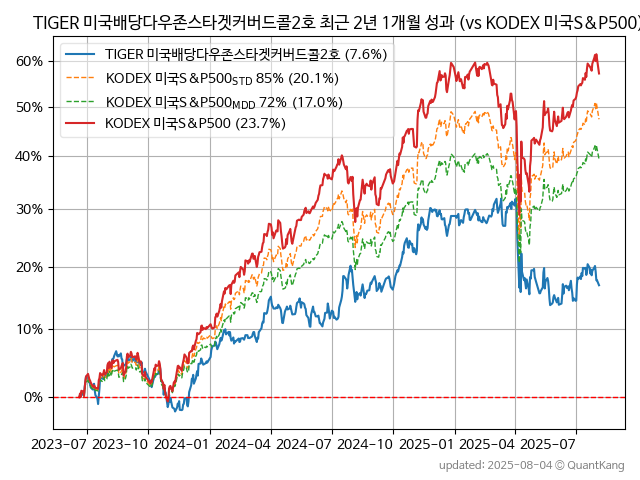 TIGER 미국배당다우존스타겟커버드콜2호 최근 2년 1개월 성과 (vs KODEX 미국S&P500)
TIGER 미국배당다우존스타겟커버드콜2호 (7.6%)
KODEX 미국S&P500STD 85% (20.1%)
KODEX 미국S&P500MDD 72% (17.0%)
KODEX 미국S&P500 (23.7%)
60%
50%
40%
30%
20%
10%
0%
2023-07 2023-10 2024-01 2024-04 2024-07 2024-10 2025-01 2025-04 2025-07
updated: 2025-08-04 © QuantKang